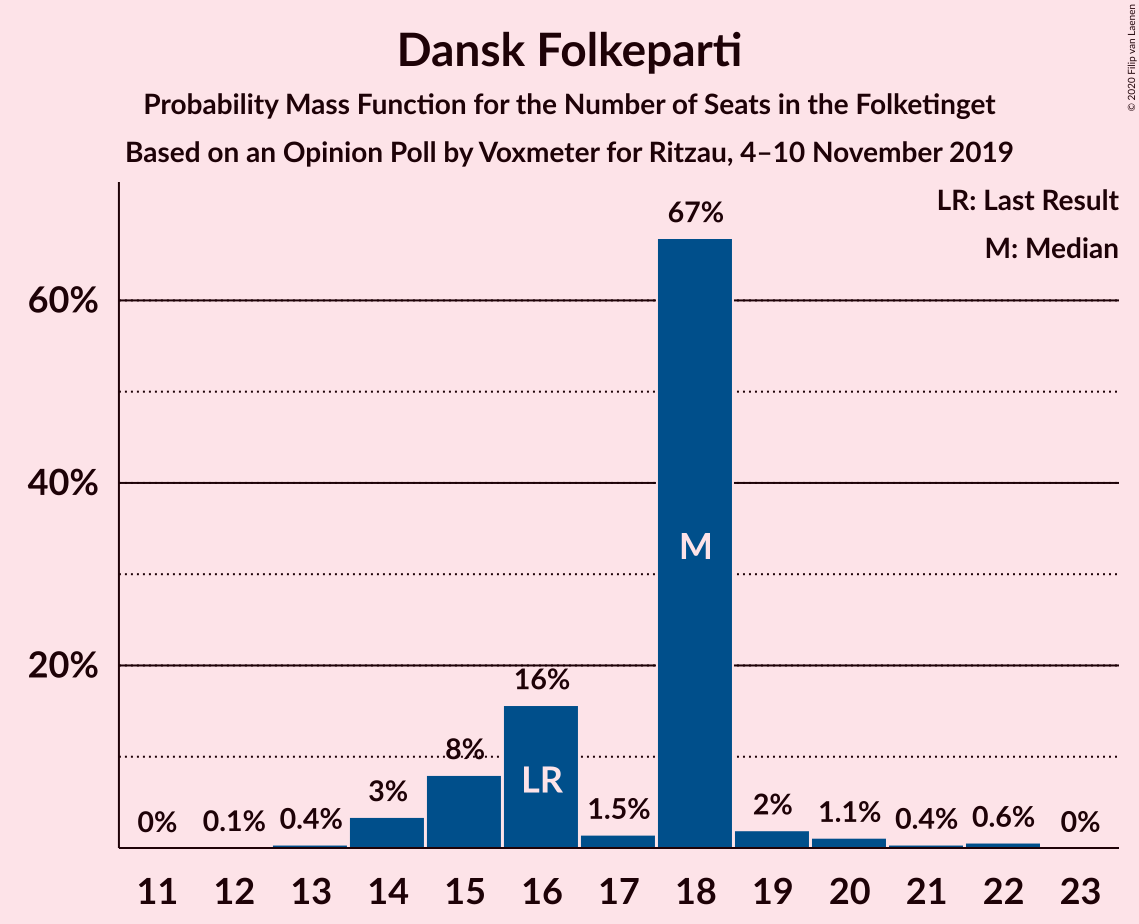 Dansk Folkeparti
Probability Mass Function for the Number of Seats in the Folketinget
Based on an Opinion Poll by Voxmeter for Ritzau, 4–10 November 2019
© 2020 Filip van Laenen
LR: Last Result
M: Median
60%
40%
20%
0%
0.1%
0.4%
3%
8%
16%
1.5%
67%
2%
1.1%
0.4%
0.6%
0%
LR
M
11 12 13 14 15 16 17 18 19 20 21 22 23